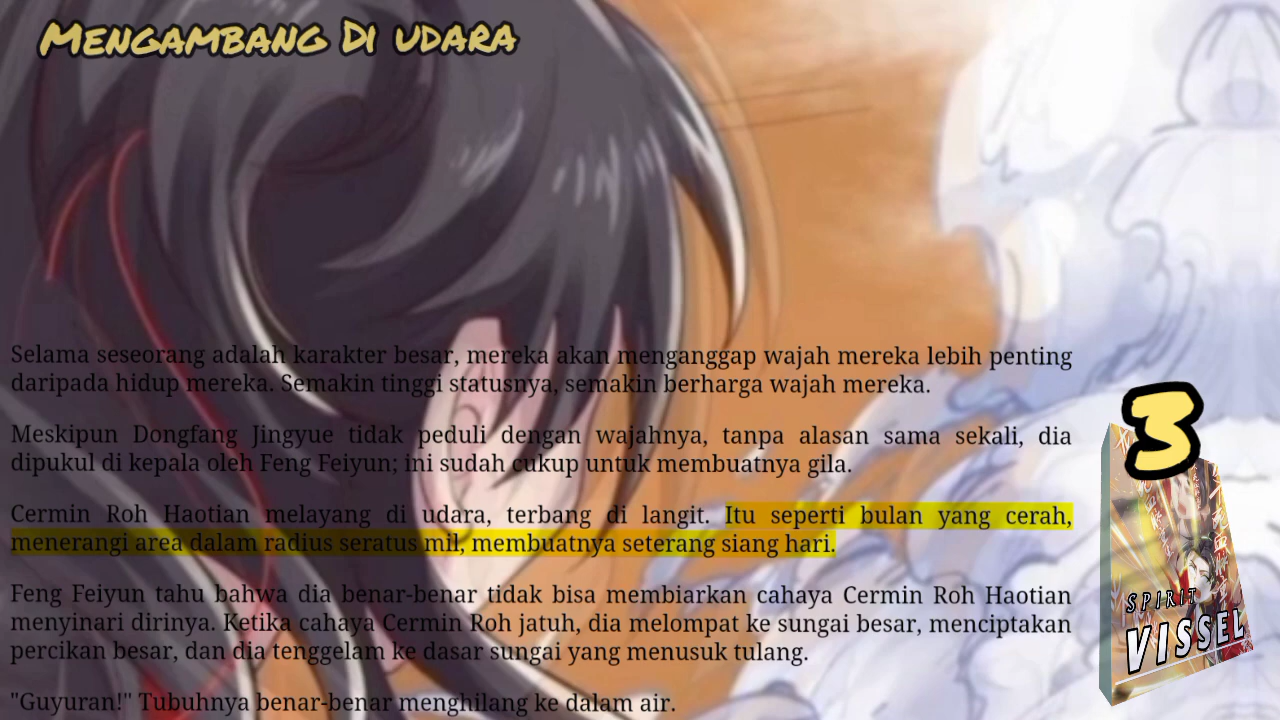 Mengambang Di udara
Selama seseorang adalah karakter besar, mereka akan menganggap wajah mereka lebih penting
daripada hidup mereka. Semakin tinggi statusnya, semakin berharga wajah mereka.
Meskipun Dongfang Jingyue tidak peduli dengan wajahnya, tanpa alasan sama sekali, dia
dipukul di kepala oleh Feng Feiyun; ini sudah cukup untuk membuatnya gila.
Cermin Roh Haotian melayang di udara, terbang di langit. Itu seperti bulan yang cerah,
menerangi area dalam radius seratus mil, membuatnya seterang siang hari.
Feng Feiyun tahu bahwa dia benar-benar tidak bisa membiarkan cahaya Cermin Roh Haotian
menyinari dirinya. Ketika cahaya Cermin Roh jatuh, dia melompat ke sungai besar, menciptakan
percikan besar, dan dia tenggelam ke dasar sungai yang menusuk tulang.
"Guyuran!" Tubuhnya benar-benar menghilang ke dalam air.
3
SPIRIT
VISSEL